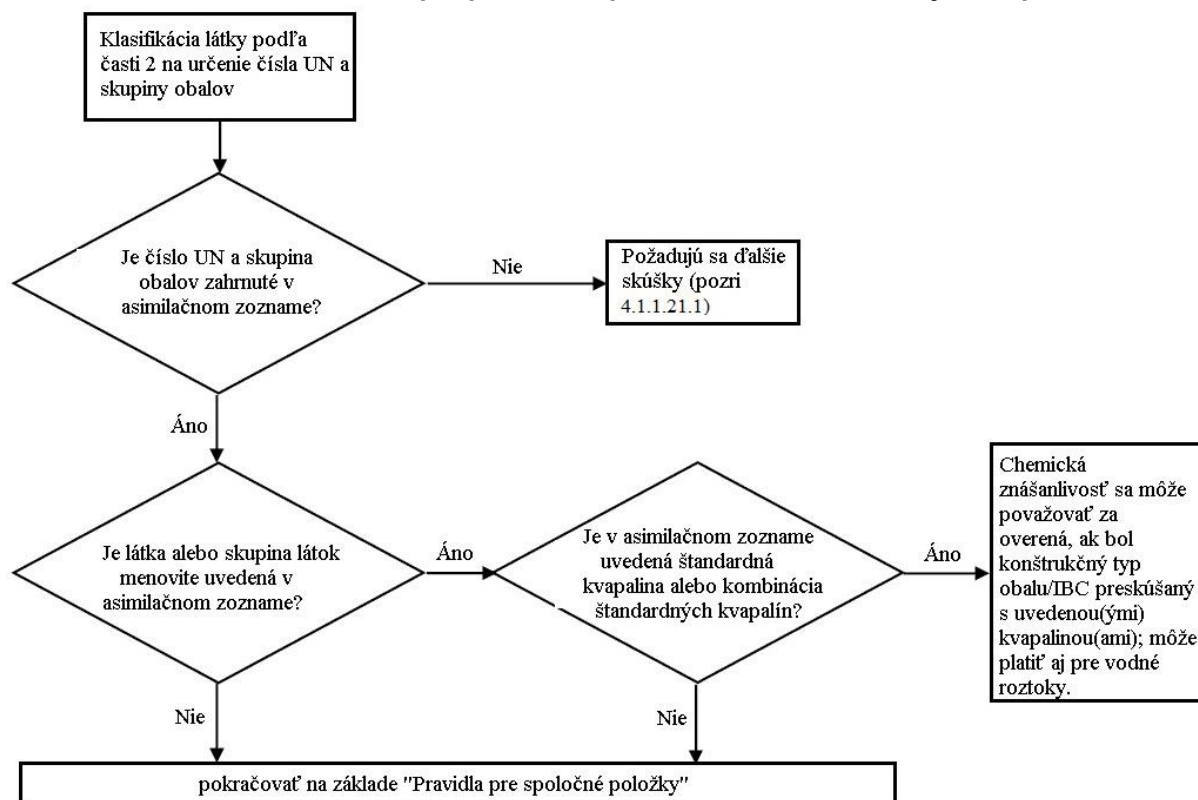 Klasifikácia látky podľa
časti 2 na určenie čísla UN a
skupiny obalov
Je číslo UN a skupina
obalov zahrnuté v
asimilačnom zozname?
Nie
Požadujú sa ďalšie
skúšky (pozri
4.1.1.21.1)
Áno
Je látka alebo skupina látok
menovite uvedená v
asimilačnom zozname?
Áno
Je v asimilačnom zozname
uvedená štandardná
kvapalina alebo kombinácia
štandardných kvapalín?
Áno
Chemická
znášanlivosť sa môže
považovať za
overená, ak bol
konštrukčný typ
obalu/IBC preskúšaný
s uvedenou(ými)
kvapalinou(ami); môže
platiť aj pre vodné
roztoky.
Nie
Nie
pokračovať na základe "Pravidla pre spoločné položky"